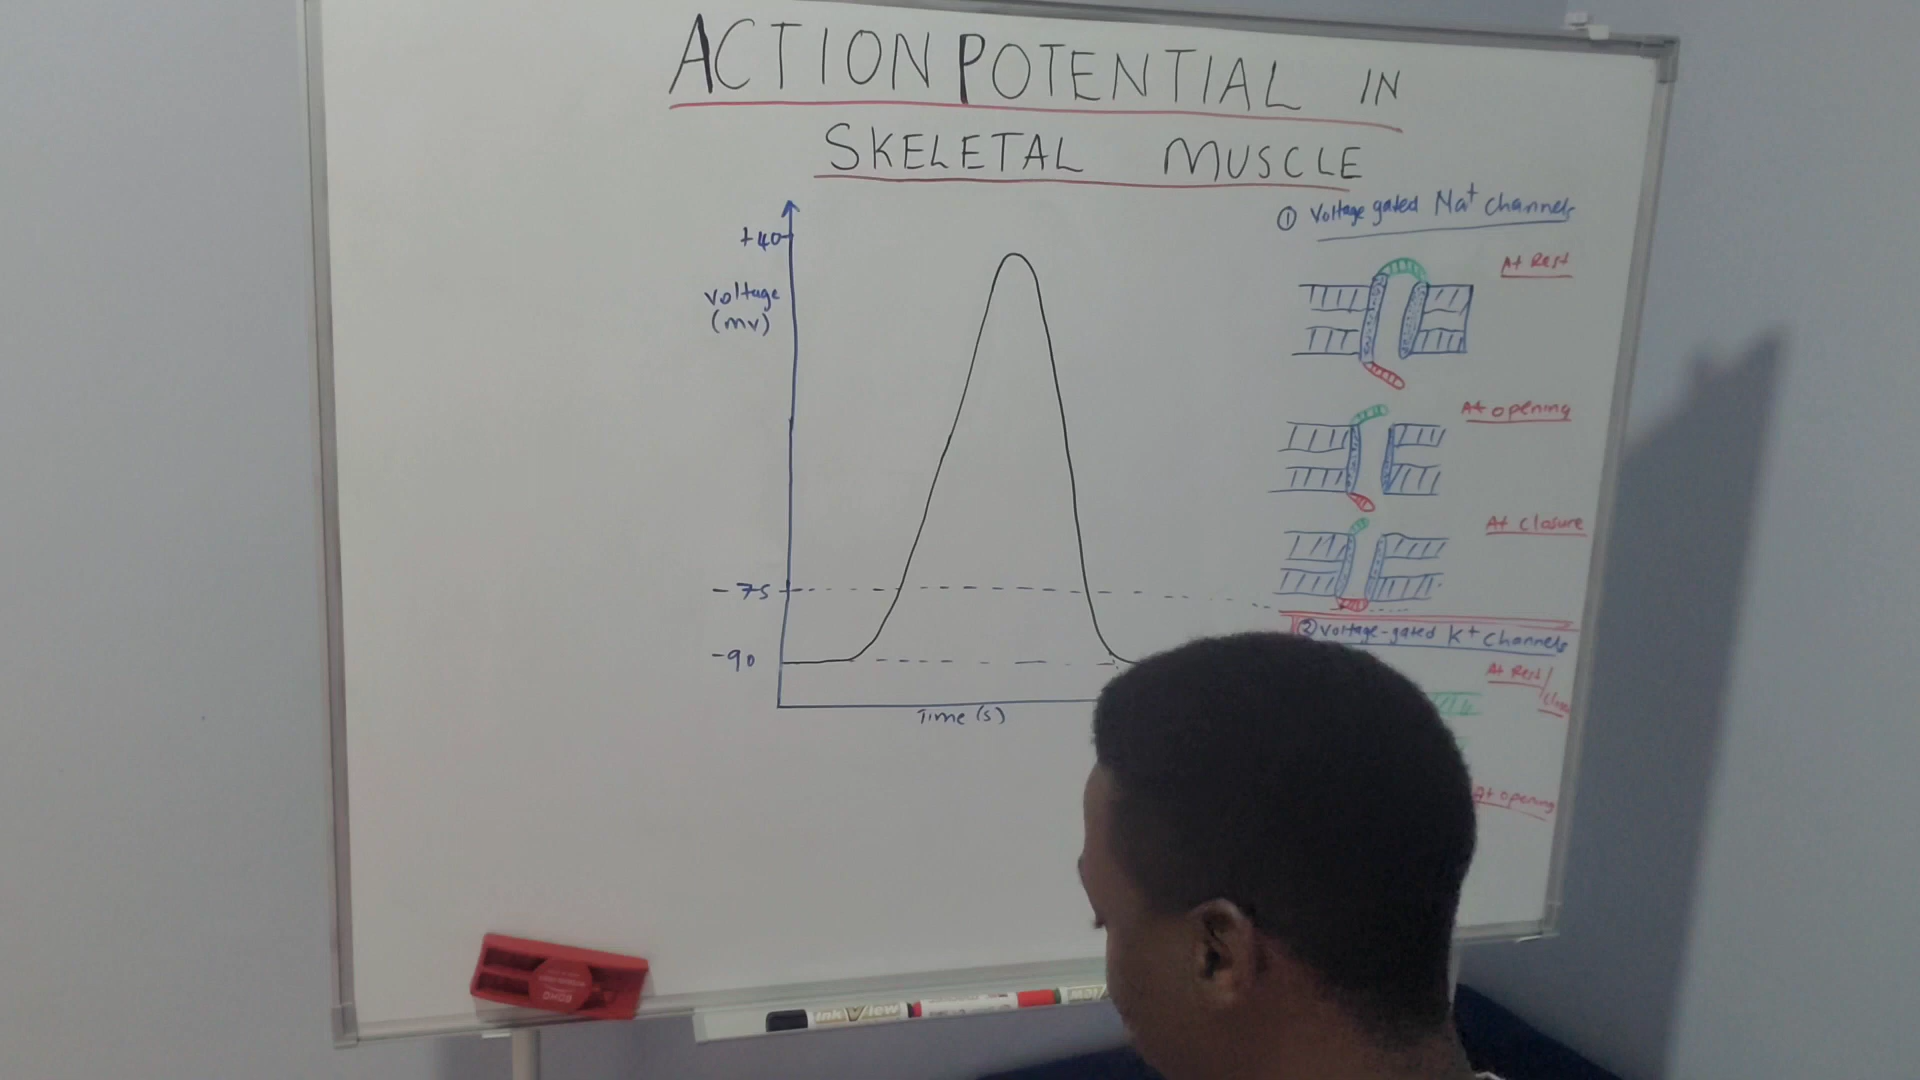 ACTION POTENTIAL IN
SKELETAL MUSCLE
① Voltage gated Na⁺ channels
+40
At Rest
voltage
(mv)
At opening
At closure
-75
② Voltage-gated K⁺ channels
-90
At Rest/
Time (s)
At opening
InkView